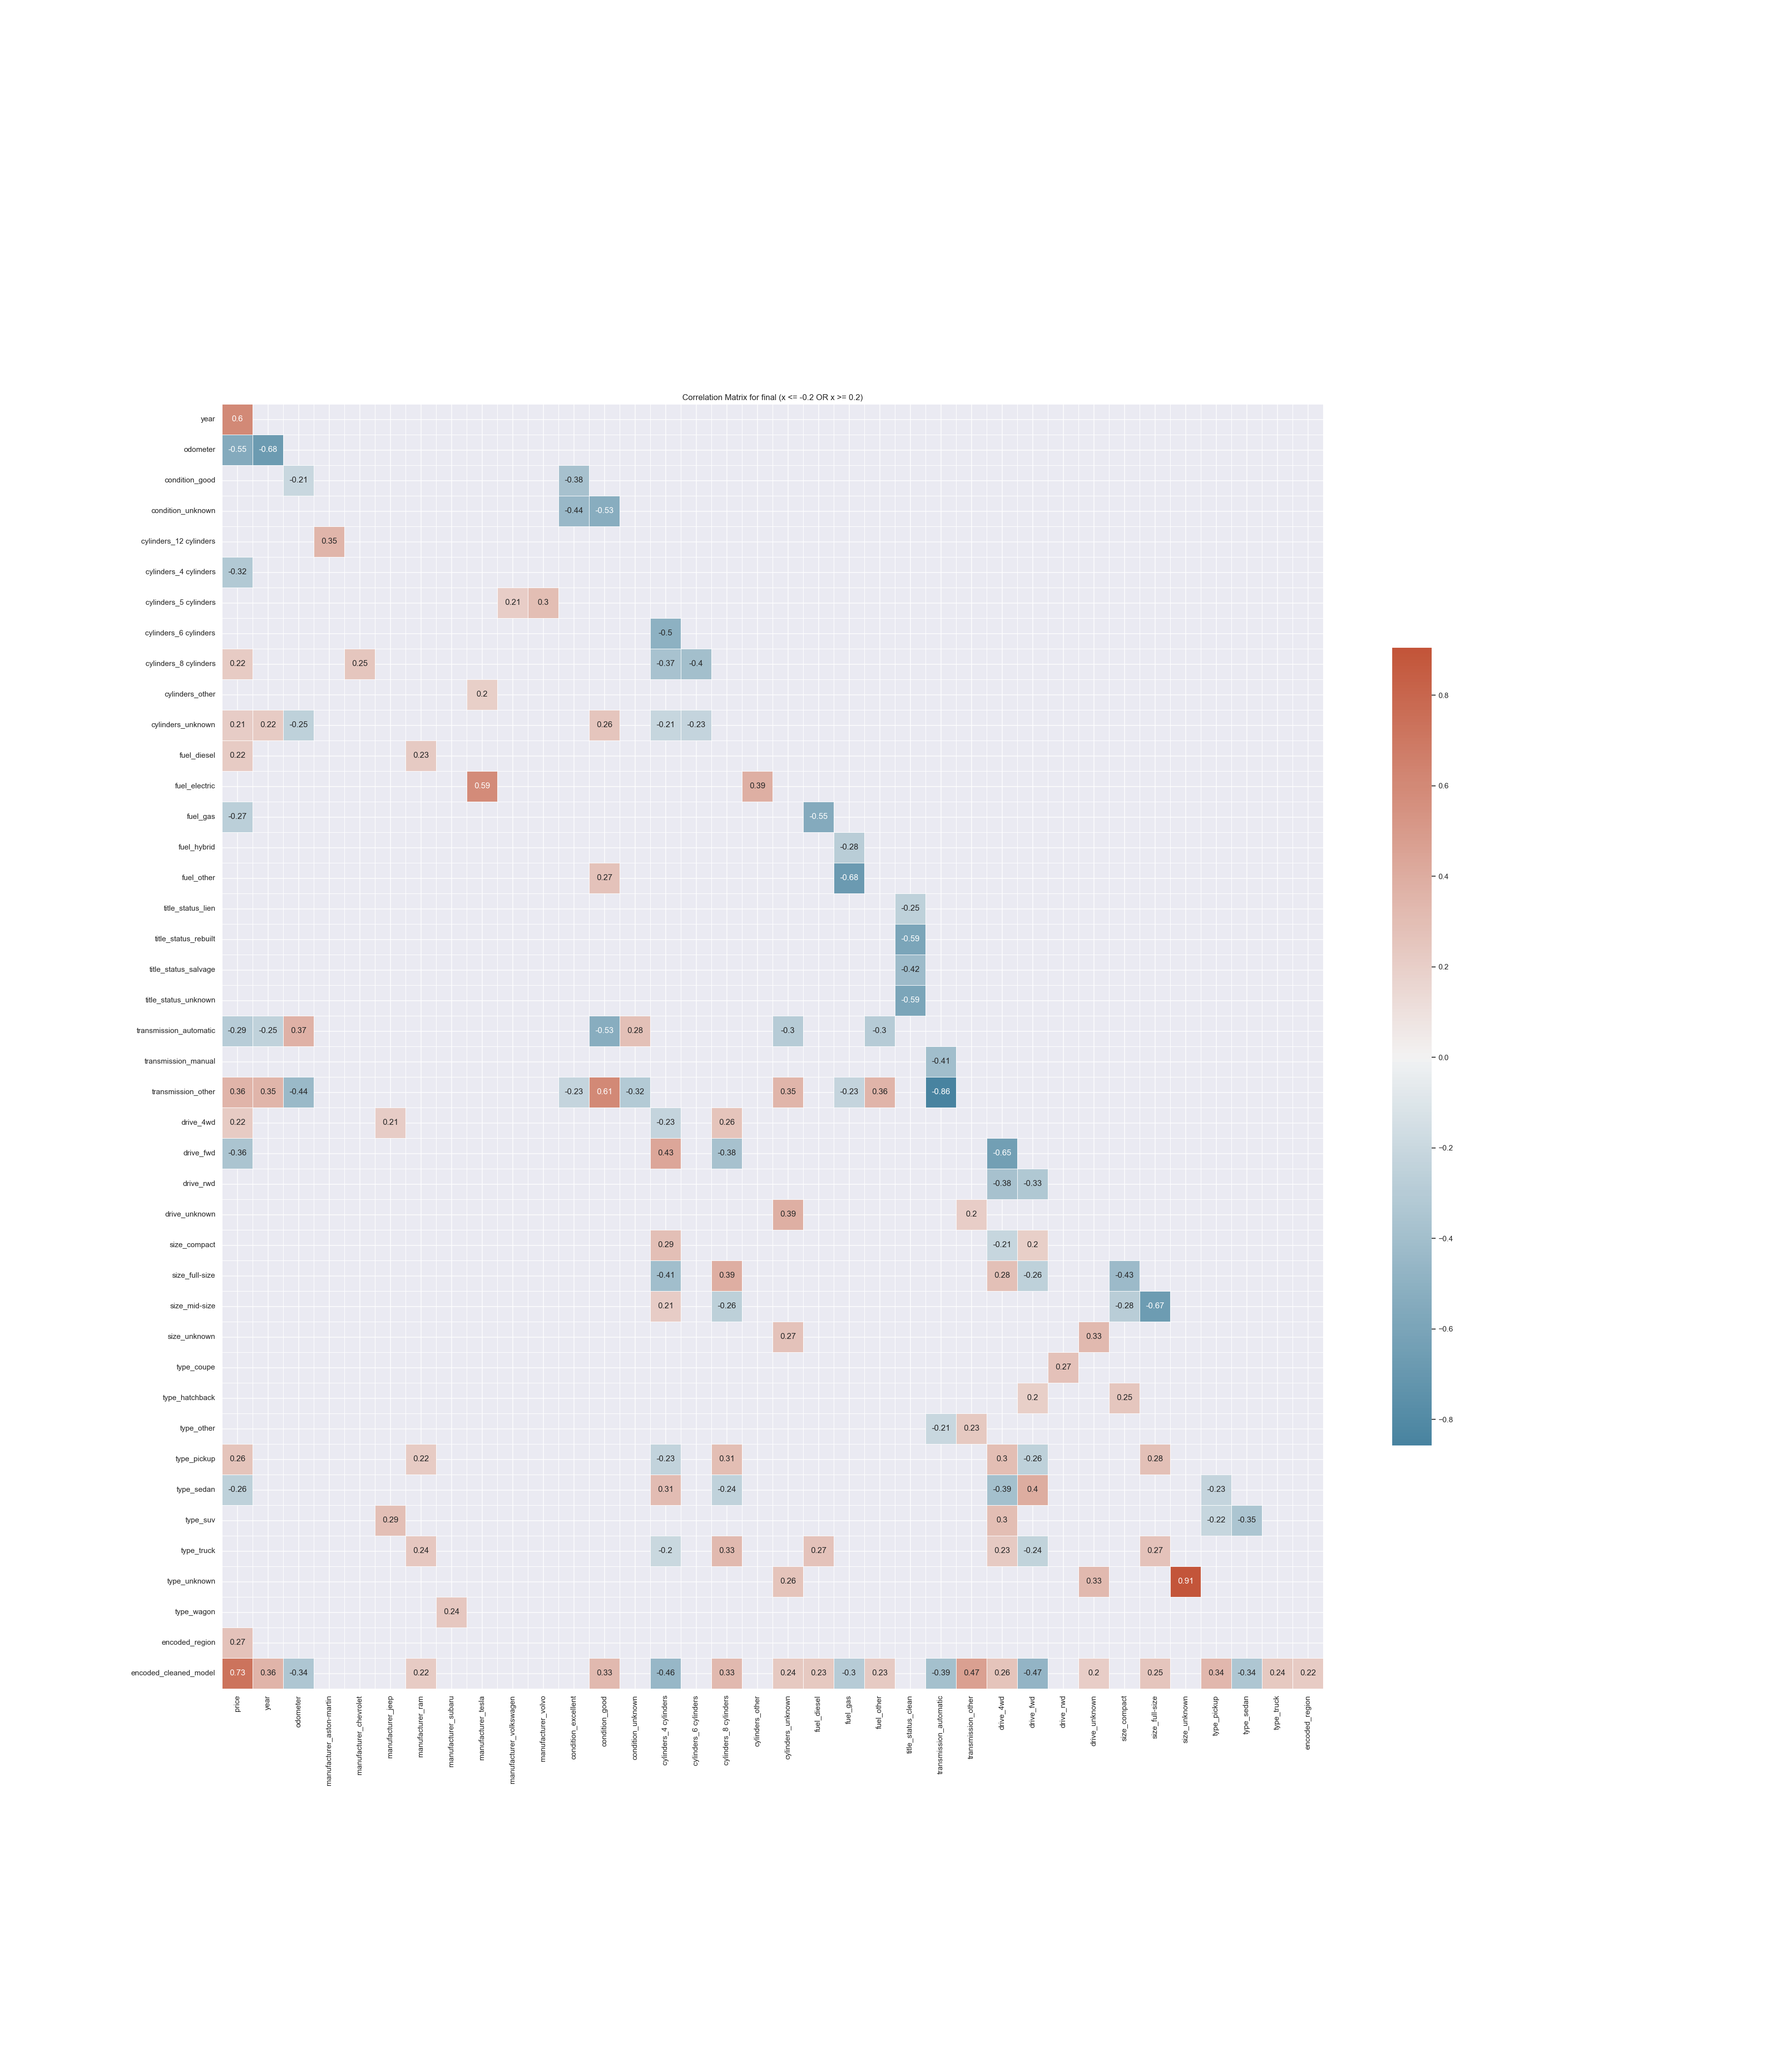 Correlation Matrix for final (x <= -0.2 OR x >= 0.2)
year 0.6
odometer -0.55 -0.68
condition_good -0.21 -0.38
condition_unknown -0.44 -0.53
cylinders_12 cylinders 0.35
cylinders_4 cylinders -0.32
cylinders_5 cylinders 0.21 0.3
cylinders_6 cylinders -0.5
cylinders_8 cylinders 0.22 0.25 -0.37 -0.4
cylinders_other 0.2
cylinders_unknown 0.21 0.22 -0.25 0.26 -0.21 -0.23
fuel_diesel 0.22 0.23
fuel_electric 0.59 0.39
fuel_gas -0.27 -0.55
fuel_hybrid -0.28
fuel_other 0.27 -0.68
title_status_lien -0.25
title_status_rebuilt -0.59
title_status_salvage -0.42
title_status_unknown -0.59
transmission_automatic -0.29 -0.25 0.37 -0.53 0.28 -0.3 -0.3
transmission_manual -0.41
transmission_other 0.36 0.35 -0.44 -0.23 0.61 -0.32 0.35 -0.23 0.36 -0.86
drive_4wd 0.22 0.21 -0.23 0.26
drive_fwd -0.36 0.43 -0.38 -0.65
drive_rwd -0.38 -0.33
drive_unknown 0.39 0.2
size_compact 0.29 -0.21 0.2
size_full-size -0.41 0.39 0.28 -0.26 -0.43
size_mid-size 0.21 -0.26 -0.28 -0.67
size_unknown 0.27 0.33
type_coupe 0.27
type_hatchback 0.2 0.25
type_other -0.21 0.23
type_pickup 0.26 0.22 -0.23 0.31 0.3 -0.26 0.28
type_sedan -0.26 0.31 -0.24 -0.39 0.4 -0.23
type_suv 0.29 0.3 -0.22 -0.35
type_truck 0.24 -0.2 0.33 0.27 0.23 -0.24 0.27
type_unknown 0.26 0.33 0.91
type_wagon 0.24
encoded_region 0.27
encoded_cleaned_model 0.73 0.36 -0.34 0.22 0.33 -0.46 0.33 0.24 0.23 -0.3 0.23 -0.39 0.47 0.26 -0.47 0.2 0.25 0.34 -0.34 0.24 0.22
price
year
odometer
manufacturer_aston-martin
manufacturer_chevrolet
manufacturer_jeep
manufacturer_ram
manufacturer_subaru
manufacturer_tesla
manufacturer_volkswagen
manufacturer_volvo
condition_excellent
condition_good
condition_unknown
cylinders_4 cylinders
cylinders_6 cylinders
cylinders_8 cylinders
cylinders_other
cylinders_unknown
fuel_diesel
fuel_gas
fuel_other
title_status_clean
transmission_automatic
transmission_other
drive_4wd
drive_fwd
drive_rwd
drive_unknown
size_compact
size_full-size
size_unknown
type_pickup
type_sedan
type_truck
encoded_region
0.8
0.6
0.4
0.2
0.0
−0.2
−0.4
−0.6
−0.8